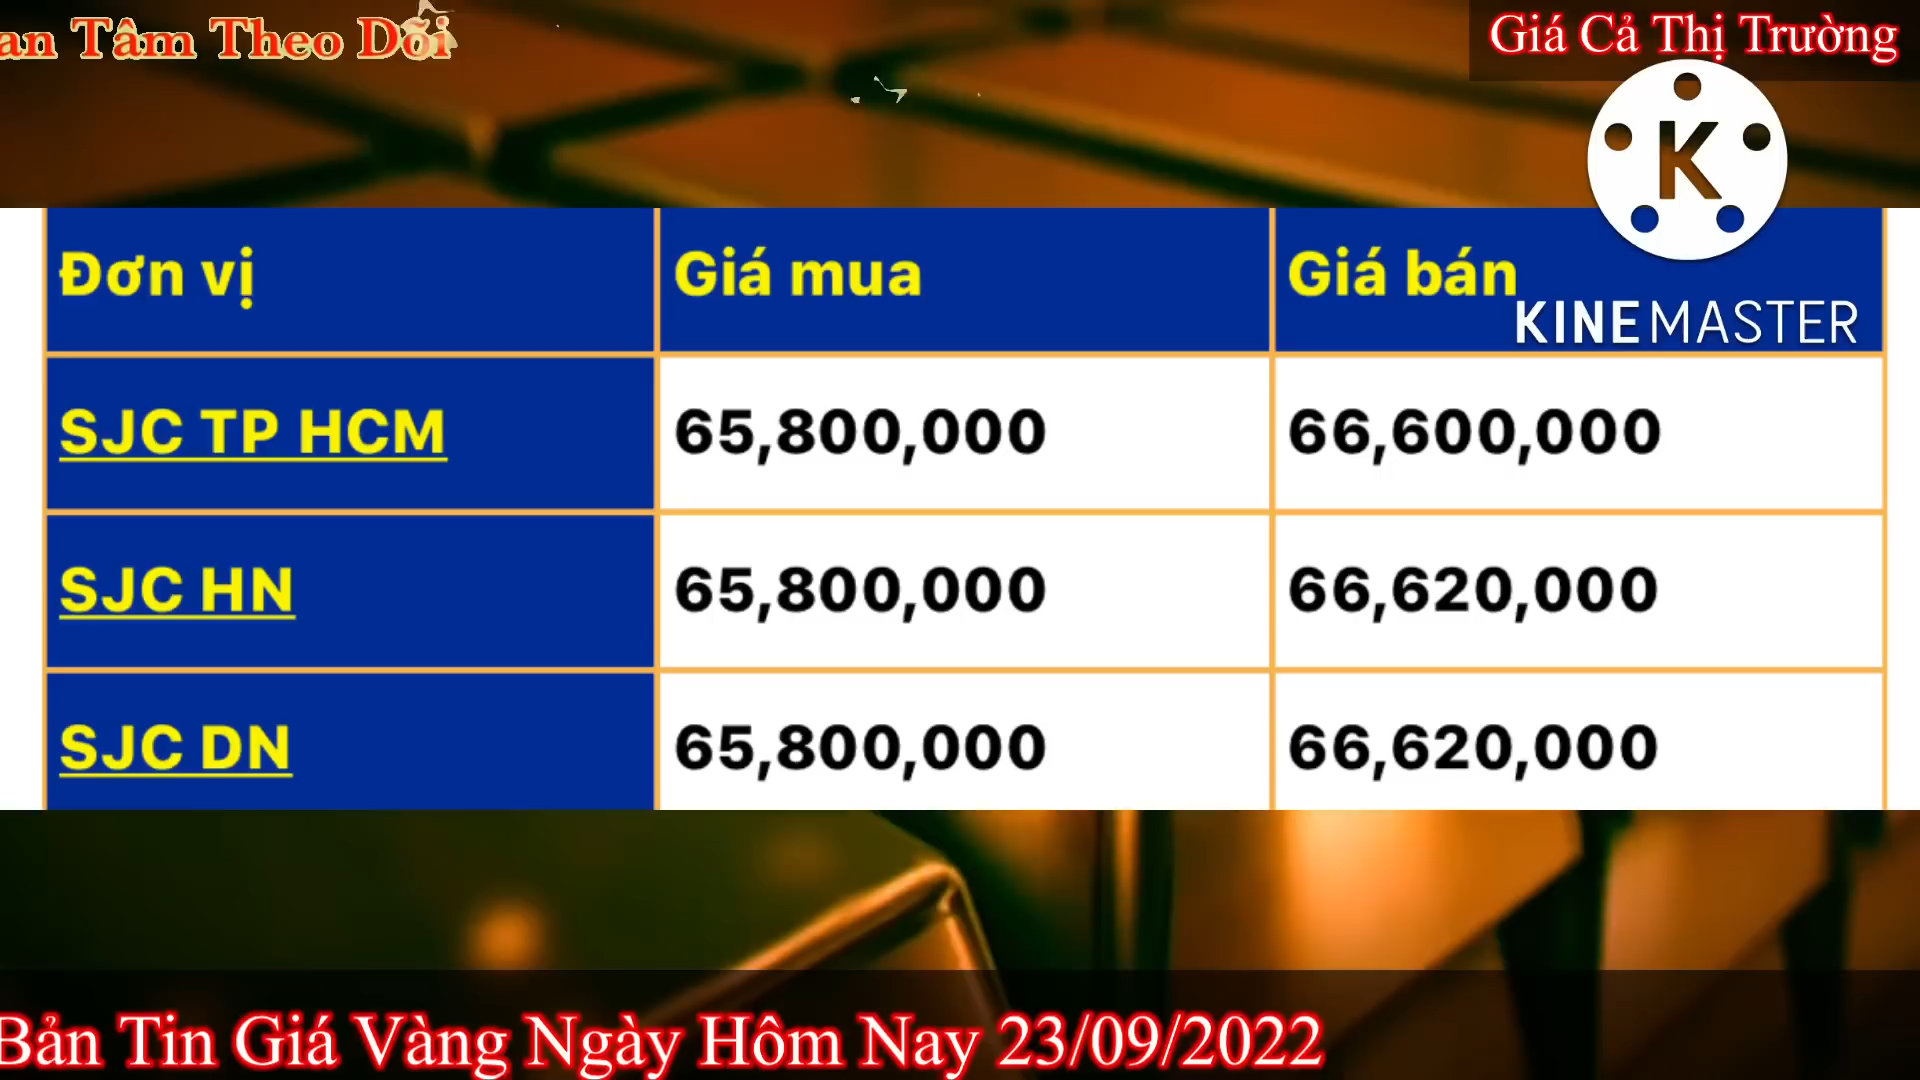 an Tâm Theo Dõi
Giá Cả Thị Trường
K
KINEMASTER
Đơn vị Giá mua Giá bán
SJC TP HCM 65,800,000 66,600,000
SJC HN 65,800,000 66,620,000
SJC DN 65,800,000 66,620,000
Bản Tin Giá Vàng Ngày Hôm Nay 23/09/2022